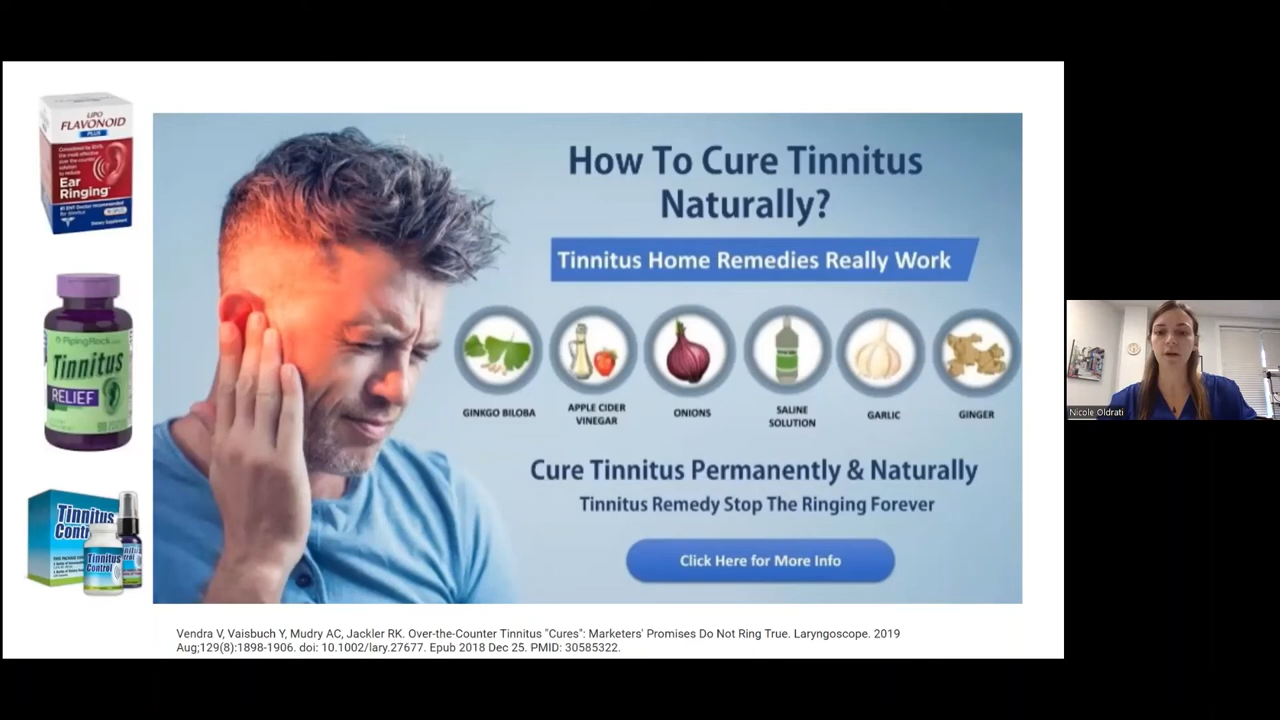 LIPO
FLAVONOID
PLUS
Ear
Ringing
PipingRock
Tinnitus
RELIEF
Tinnitus
Control
Tinnitus
Control
How To Cure Tinnitus
Naturally?
Tinnitus Home Remedies Really Work
GINKGO BILOBA
APPLE CIDER
VINEGAR
ONIONS
SALINE
SOLUTION
GARLIC
GINGER
Cure Tinnitus Permanently & Naturally
Tinnitus Remedy Stop The Ringing Forever
Click Here for More Info
Vendra V, Vaisbuch Y, Mudry AC, Jackler RK. Over-the-Counter Tinnitus "Cures": Marketers' Promises Do Not Ring True. Laryngoscope. 2019
Aug;129(8):1898-1906. doi: 10.1002/lary.27677. Epub 2018 Dec 25. PMID: 30585322.
Nicole Oldrati